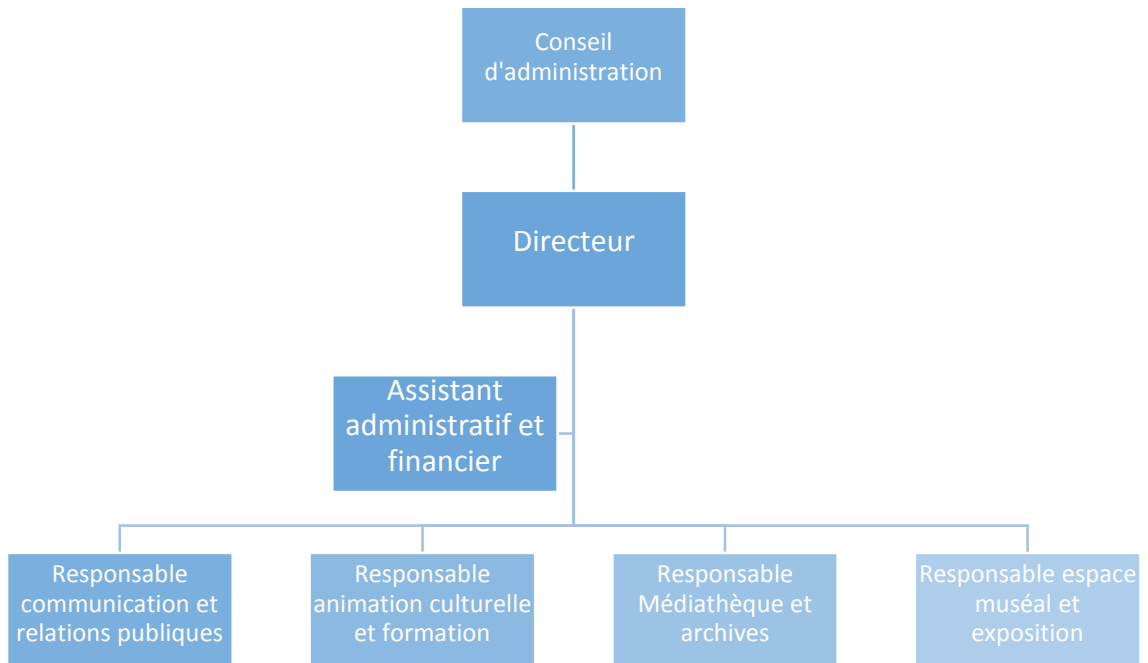 Conseil
d'administration
Directeur
Assistant
administratif et
financier
Responsable
communication et
relations publiques
Responsable
animation culturelle
et formation
Responsable
Médiathèque et
archives
Responsable espace
muséal et
exposition